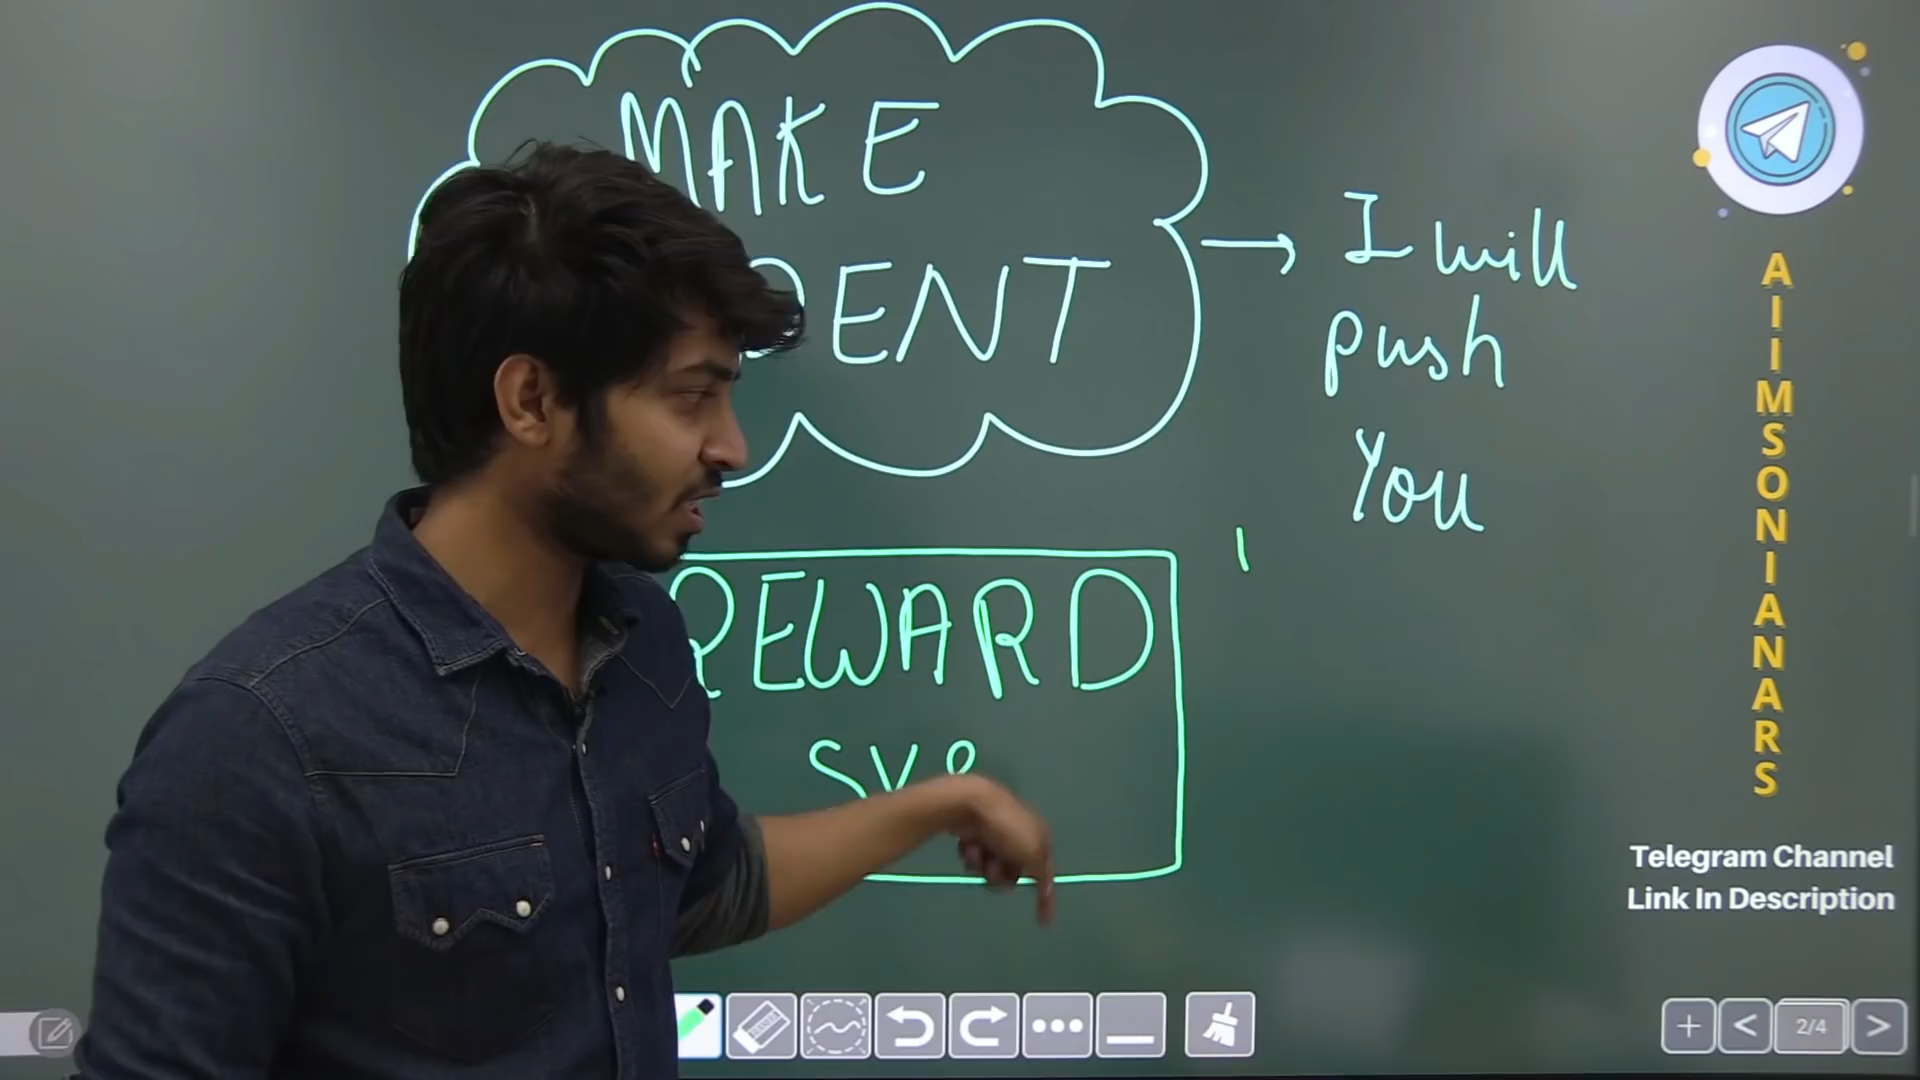 MAKE
ENT
I will
push
You
REWARD
AIIMSONIANARS
Telegram Channel
Link In Description
2/4